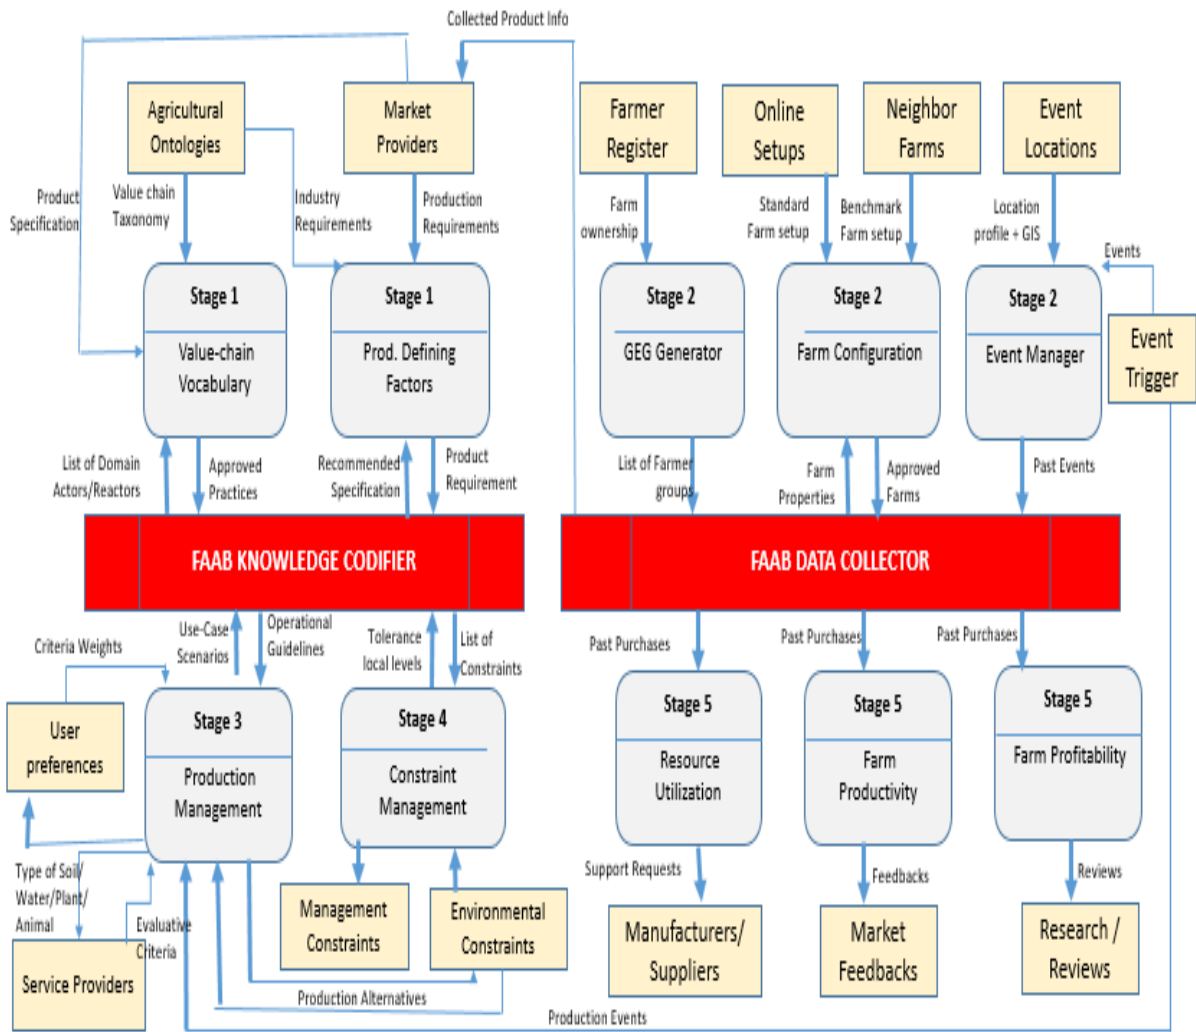 Collected Product Info
Agricultural
Ontologies
Market
Providers
Farmer
Register
Online
Setups
Neighbor
Farms
Event
Locations
Product
Specification
Value chain
Taxonomy
Industry
Requirements
Production
Requirements
Farm
ownership
Standard
Farm setup
Benchmark
Farm setup
Location
profile + GIS
Events
Stage 1
Value-chain
Vocabulary
Stage 1
Prod. Defining
Factors
Stage 2
GEG Generator
Stage 2
Farm Configuration
Stage 2
Event Manager
Event
Trigger
List of Domain
Actors/Reactors
Approved
Practices
Recommended
Specification
Product
Requirement
List of Farmer
groups
Farm
Properties
Approved
Farms
Past Events
FAAB KNOWLEDGE CODIFIER
FAAB DATA COLLECTOR
Criteria Weights
Use-Case
Scenarios
Operational
Guidelines
Tolerance
local levels
List of
Constraints
Past Purchases
Past Purchases
Past Purchases
User
preferences
Stage 3
Production
Management
Stage 4
Constraint
Management
Stage 5
Resource
Utilization
Stage 5
Farm
Productivity
Stage 5
Farm Profitability
Type of Soil/
Water/Plant/
Animal
Evaluative
Criteria
Support Requests
Feedbacks
Reviews
Service Providers
Management
Constraints
Environmental
Constraints
Manufacturers/
Suppliers
Market
Feedbacks
Research /
Reviews
Production Alternatives
Production Events